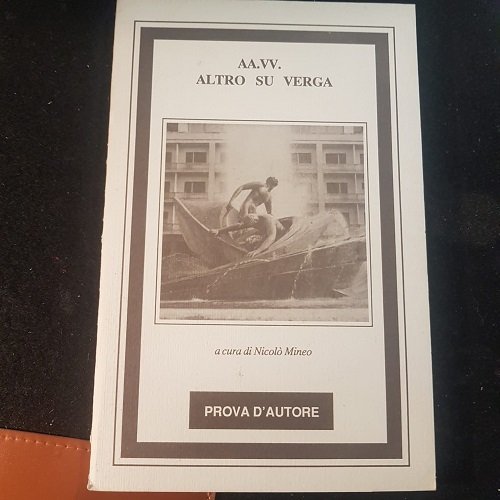 AA.VV.
ALTRO SU VERGA
a cura di Nicolò Mineo
PROVA D'AUTORE